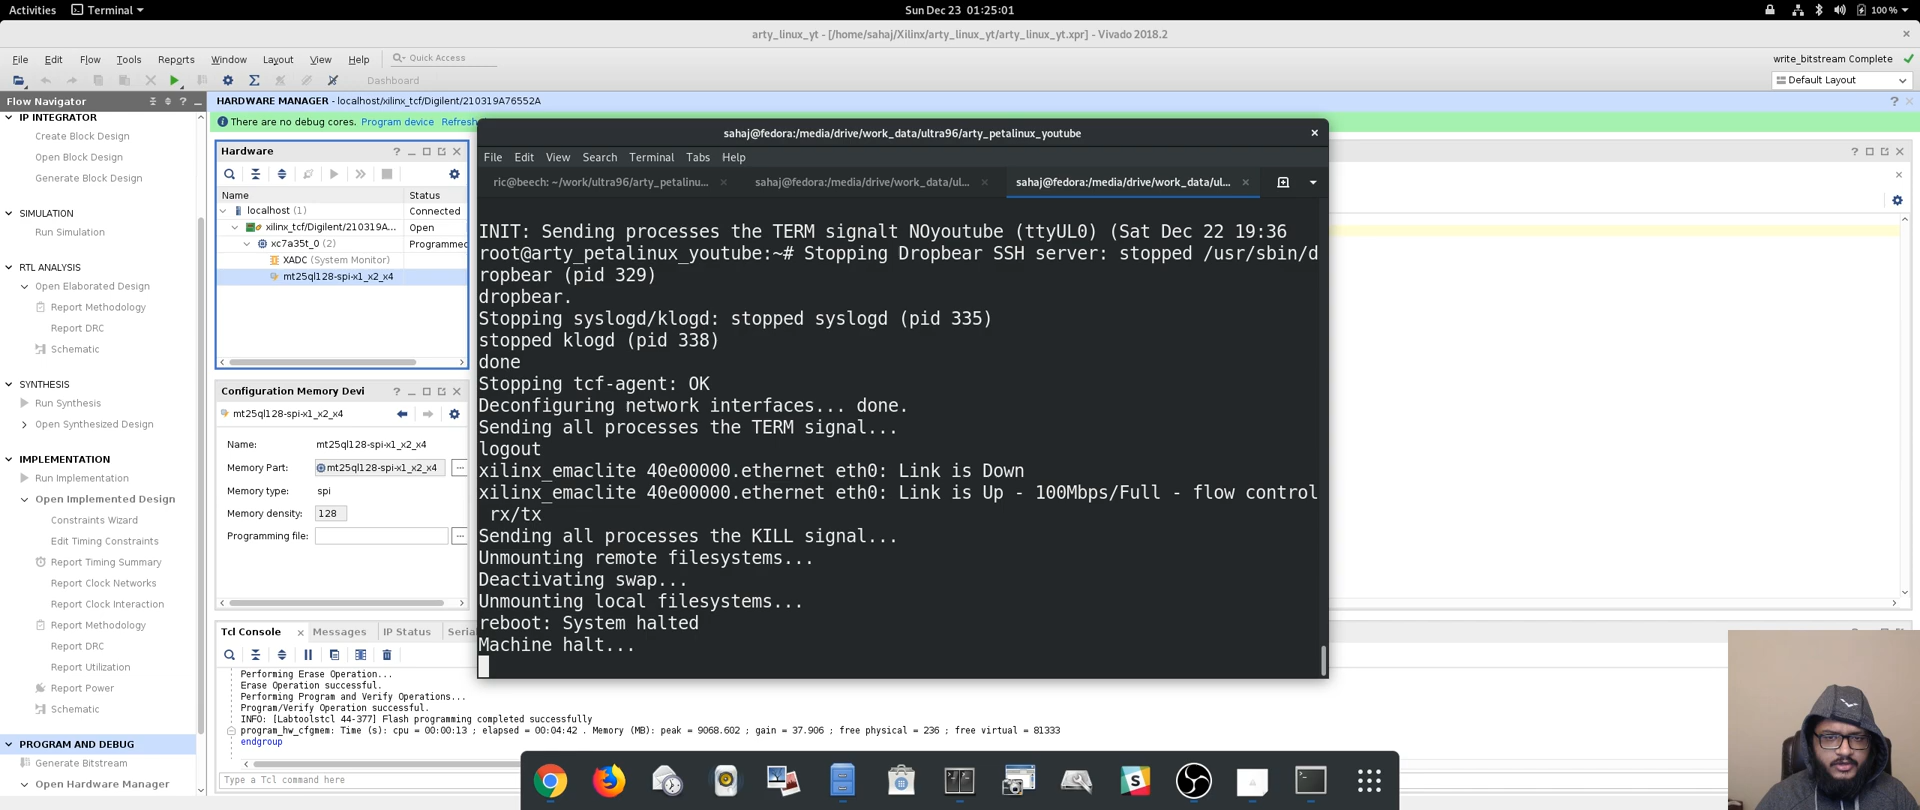 Activities
Terminal
Sun Dec 23 01:25:01
100 %
arty_linux_yt - [/home/sahaj/Xilinx/arty_linux_yt/arty_linux_yt.xpr] - Vivado 2018.2
File Edit Flow Tools Reports Window Layout View Help
Quick Access
write_bitstream Complete
Dashboard
Default Layout
Flow Navigator
HARDWARE MANAGER - localhost/xilinx_tcf/Digilent/210319A76552A
There are no debug cores. Program device Refresh
IP INTEGRATOR
Create Block Design
Open Block Design
Generate Block Design
SIMULATION
Run Simulation
RTL ANALYSIS
Open Elaborated Design
Report Methodology
Report DRC
Schematic
SYNTHESIS
Run Synthesis
Open Synthesized Design
IMPLEMENTATION
Run Implementation
Open Implemented Design
Constraints Wizard
Edit Timing Constraints
Report Timing Summary
Report Clock Networks
Report Clock Interaction
Report Methodology
Report DRC
Report Utilization
Report Power
Schematic
PROGRAM AND DEBUG
Generate Bitstream
Open Hardware Manager
Hardware
Name Status
localhost (1) Connected
xilinx_tcf/Digilent/210319A... Open
xc7a35t_0 (2) Programmed
XADC (System Monitor)
mt25ql128-spi-x1_x2_x4
Configuration Memory Devi
mt25ql128-spi-x1_x2_x4
Name: mt25ql128-spi-x1_x2_x4
Memory Part: mt25ql128-spi-x1_x2_x4
Memory type: spi
Memory density: 128
Programming file:
Tcl Console Messages IP Status Seria
Performing Erase Operation...
Erase Operation successful.
Performing Program and Verify Operations...
Program/Verify Operation successful.
INFO: [Labtoolstcl 44-377] Flash programming completed successfully
program_hw_cfgmem: Time (s): cpu = 00:00:13 ; elapsed = 00:04:42 . Memory (MB): peak = 9068.602 ; gain = 37.906 ; free physical = 236 ; free virtual = 81333
endgroup
Type a Tcl command here
sahaj@fedora:/media/drive/work_data/ultra96/arty_petalinux_youtube
File Edit View Search Terminal Tabs Help
ric@beech: ~/work/ultra96/arty_petalinu...
sahaj@fedora:/media/drive/work_data/ul...
sahaj@fedora:/media/drive/work_data/ul...
INIT: Sending processes the TERM signalt NOyoutube (ttyUL0) (Sat Dec 22 19:36
root@arty_petalinux_youtube:~# Stopping Dropbear SSH server: stopped /usr/sbin/d
ropbear (pid 329)
dropbear.
Stopping syslogd/klogd: stopped syslogd (pid 335)
stopped klogd (pid 338)
done
Stopping tcf-agent: OK
Deconfiguring network interfaces... done.
Sending all processes the TERM signal...
logout
xilinx_emaclite 40e00000.ethernet eth0: Link is Down
xilinx_emaclite 40e00000.ethernet eth0: Link is Up - 100Mbps/Full - flow control
rx/tx
Sending all processes the KILL signal...
Unmounting remote filesystems...
Deactivating swap...
Unmounting local filesystems...
reboot: System halted
Machine halt...